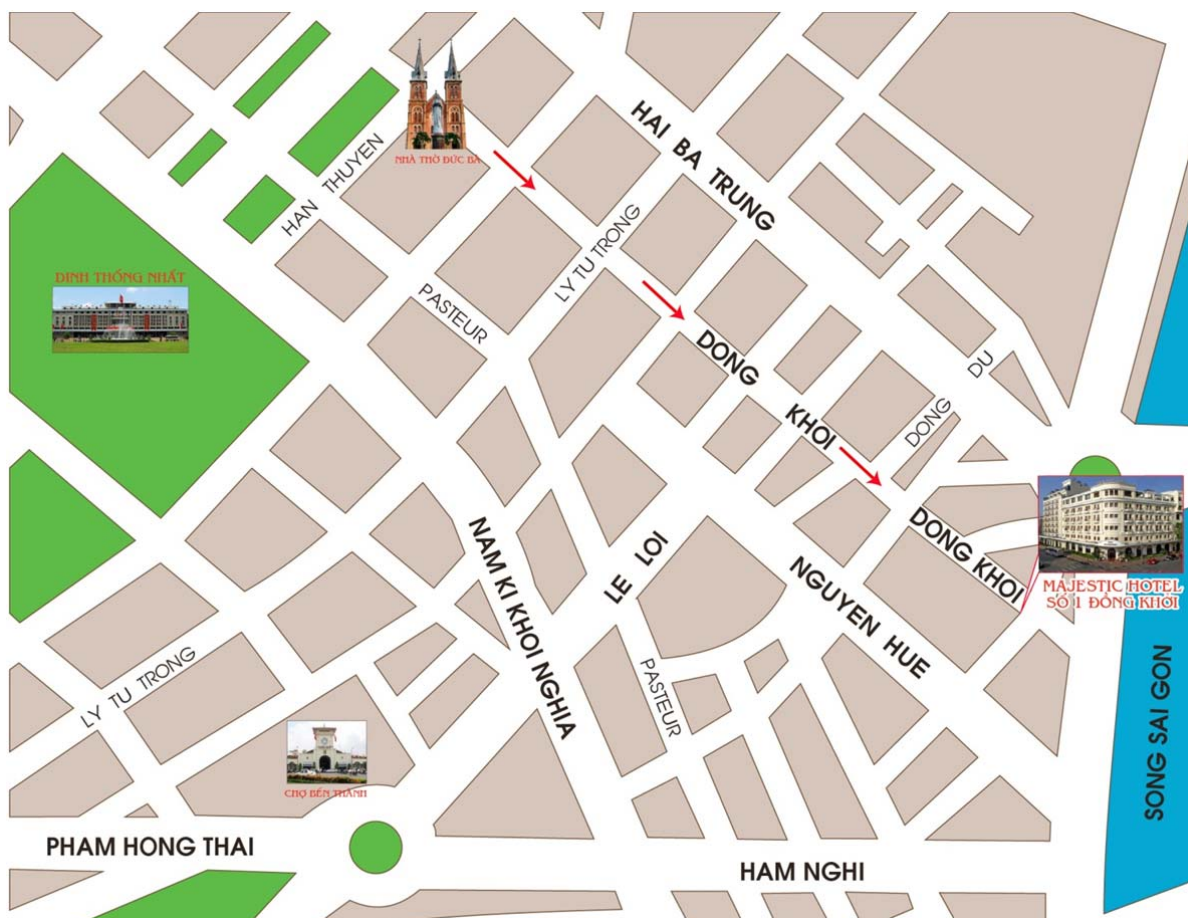 HAI BA TRUNG
NHÀ THỜ ĐỨC BÀ
HAN THUYEN
LY TU TRONG
DINH THỐNG NHẤT
PASTEUR
DONG
KHOI
DU
DONG
DONG KHOI
MAJESTIC HOTEL
SỐ 1 ĐỒNG KHỞI
NAM KI KHOI NGHIA
LE LOI
NGUYEN HUE
PASTEUR
LY TU TRONG
CHỢ BẾN THÀNH
SONG SAI GON
PHAM HONG THAI
HAM NGHI